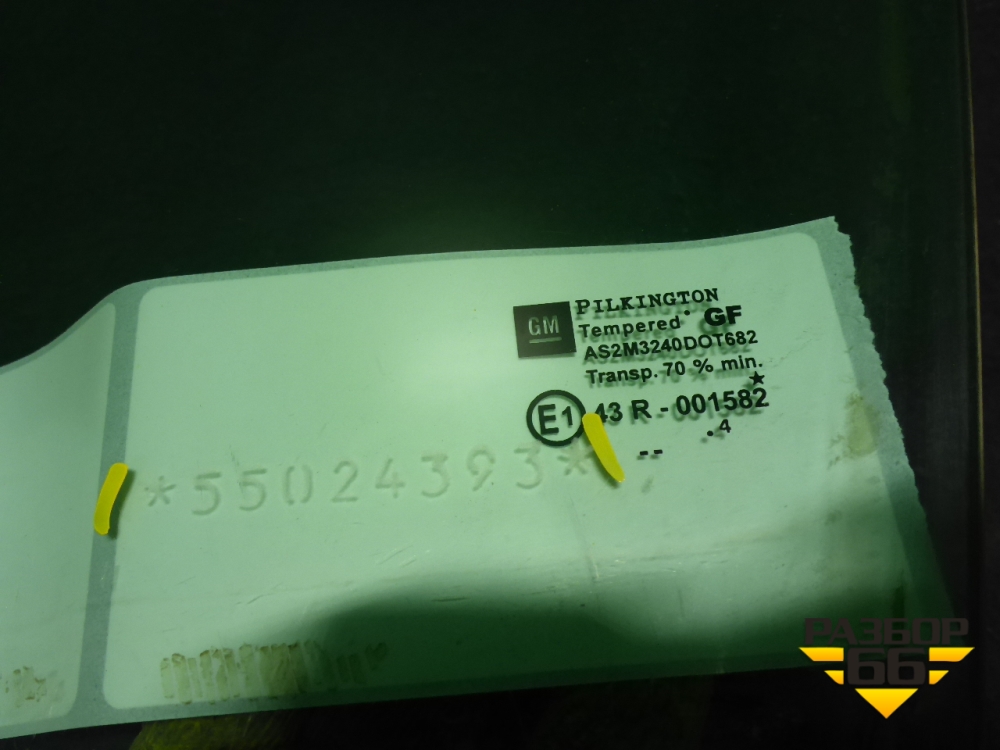 GM
PILKINGTON
Tempered GF
AS2M3240DOT682
Transp. 70 % min.
E1 43 R - 001582
.4
--
*55024393*
РАЗБОР
66